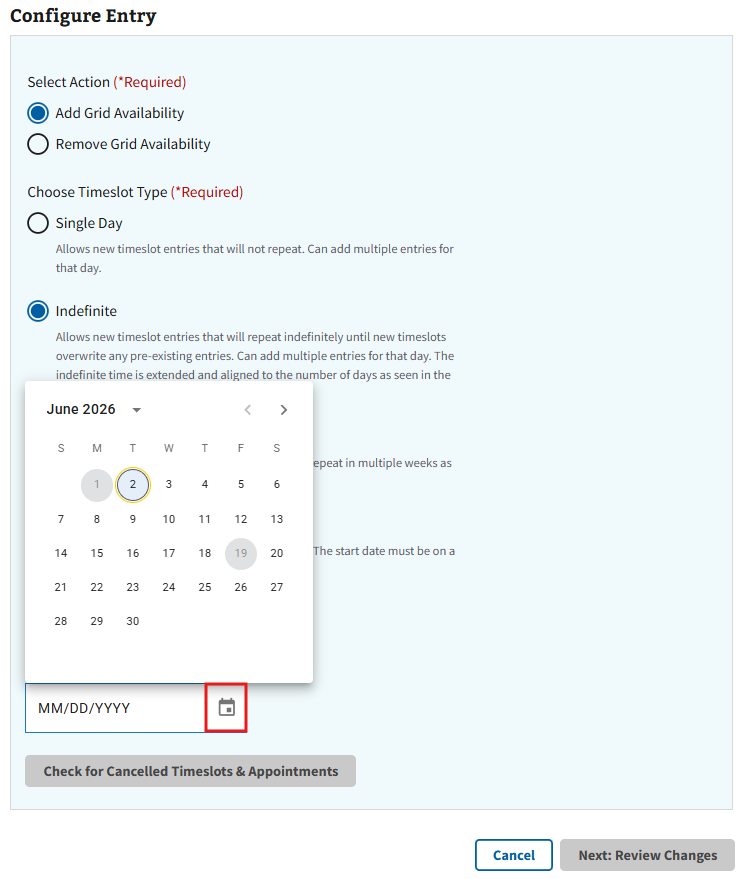 Configure Entry
Select Action (*Required)
Add Grid Availability
Remove Grid Availability
Choose Timeslot Type (*Required)
Single Day
Allows new timeslot entries that will not repeat. Can add multiple entries for
that day.
Indefinite
Allows new timeslot entries that will repeat indefinitely until new timeslots
overwrite any pre-existing entries. Can add multiple entries for that day. The
indefinite time is extended and aligned to the number of days as seen in the
June 2026
S M T W T F S
epeat in multiple weeks as
1 2 3 4 5 6
7 8 9 10 11 12 13
14 15 16 17 18 19 20
The start date must be on a
21 22 23 24 25 26 27
28 29 30
MM/DD/YYYY
Check for Cancelled Timeslots & Appointments
Cancel
Next: Review Changes